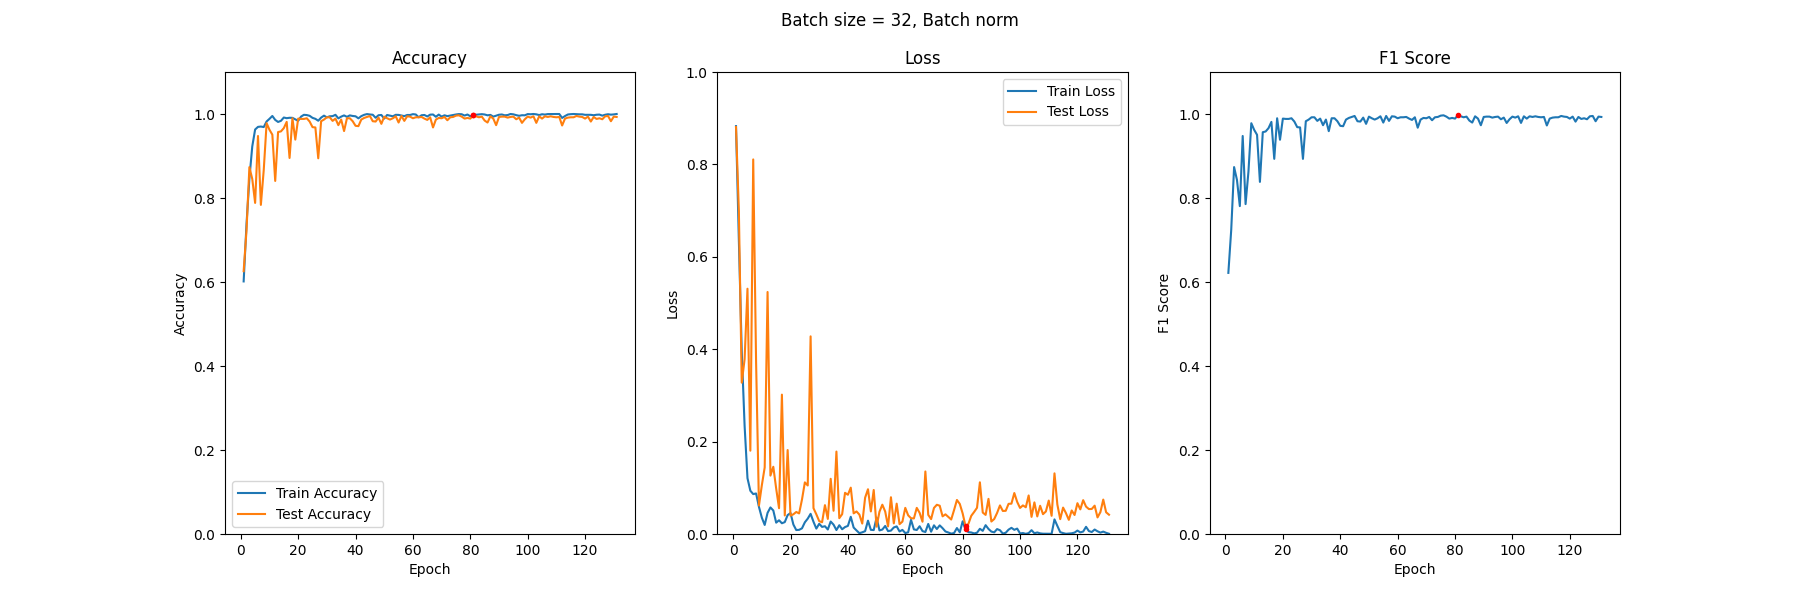 Batch size = 32, Batch norm
Accuracy
1.0
0.8
0.6
0.4
0.2
0.0
Accuracy
Train Accuracy
Test Accuracy
0 20 40 60 80 100 120
Epoch
Loss
1.0
0.8
0.6
0.4
0.2
0.0
Loss
Train Loss
Test Loss
0 20 40 60 80 100 120
Epoch
F1 Score
1.0
0.8
0.6
0.4
0.2
0.0
F1 Score
0 20 40 60 80 100 120
Epoch